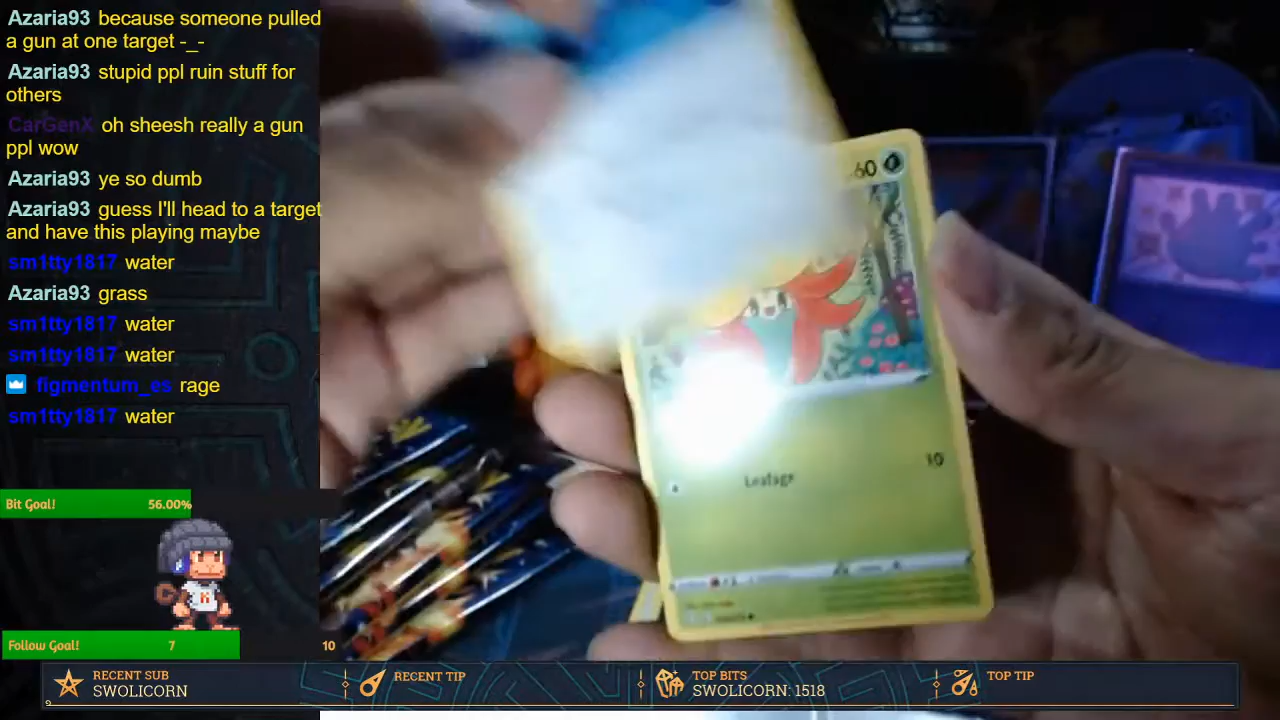 Azaria93 because someone pulled
a gun at one target -_-
Azaria93 stupid ppl ruin stuff for
others
CarGenX oh sheesh really a gun
ppl wow
Azaria93 ye so dumb
Azaria93 guess I'll head to a target
and have this playing maybe
sm1tty1817 water
Azaria93 grass
sm1tty1817 water
sm1tty1817 water
figmentum_es rage
sm1tty1817 water
Bit Goal! 56.00%
Follow Goal! 7 10
60
Leafage 10
RECENT SUB
SWOLICORN
RECENT TIP
TOP BITS
SWOLICORN: 1518
TOP TIP